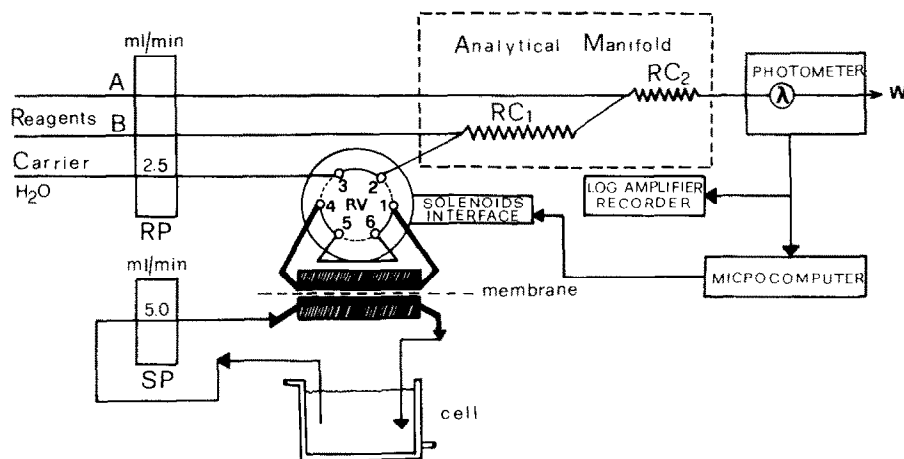 ml/min
Analytical Manifold
A
RC2
PHOTOMETER
λ
W
Reagents B
RC1
Carrier
2.5
H2O
3 2
4 RV 1
5 6
RP
SOLENOIDS
INTERFACE
LOG AMPLIFIER
RECORDER
ml/min
MICPOCOMPUTER
membrane
5.0
SP
cell